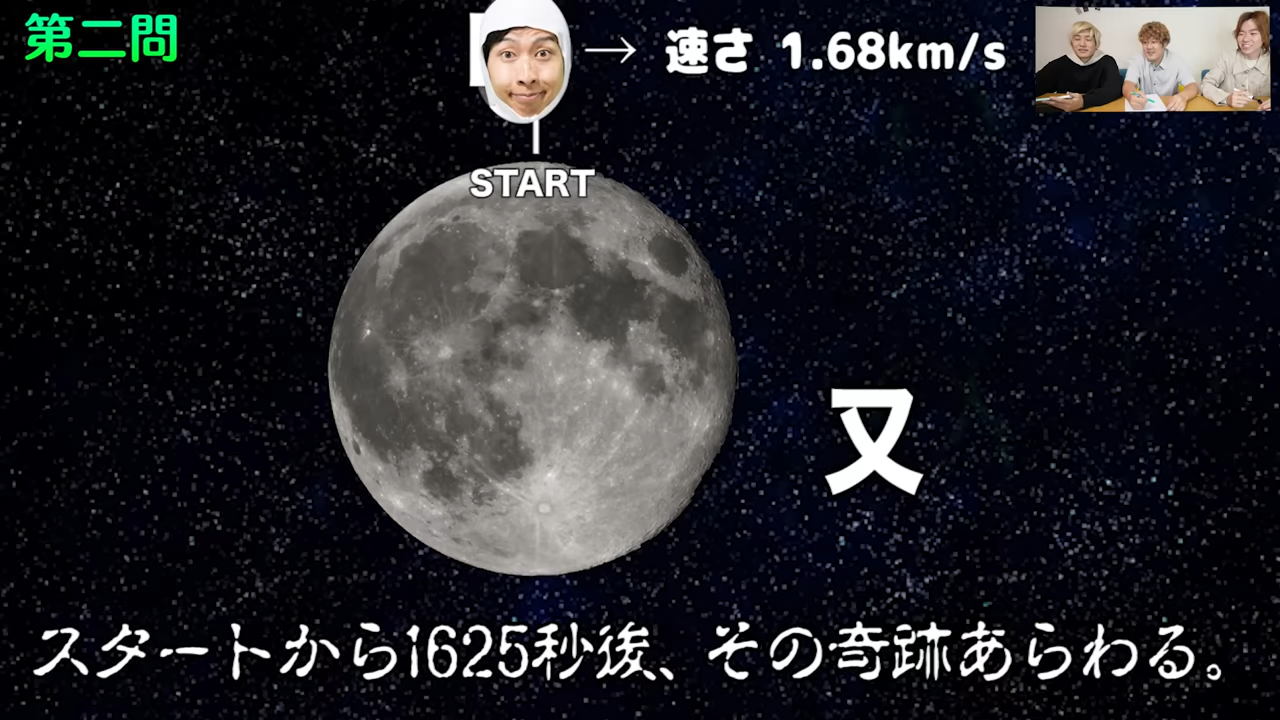 第二問
→ 速さ 1.68km/s
START
又
スタートから1625秒後、その奇跡あらわる。